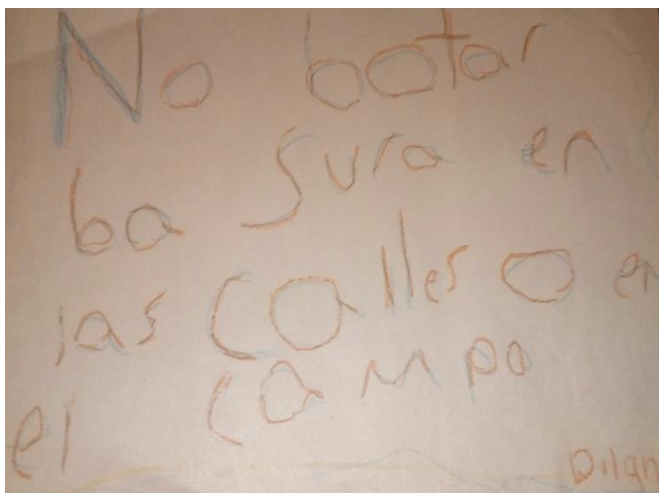 No botar
ba sura en
las calles o en
el campo
Dilan